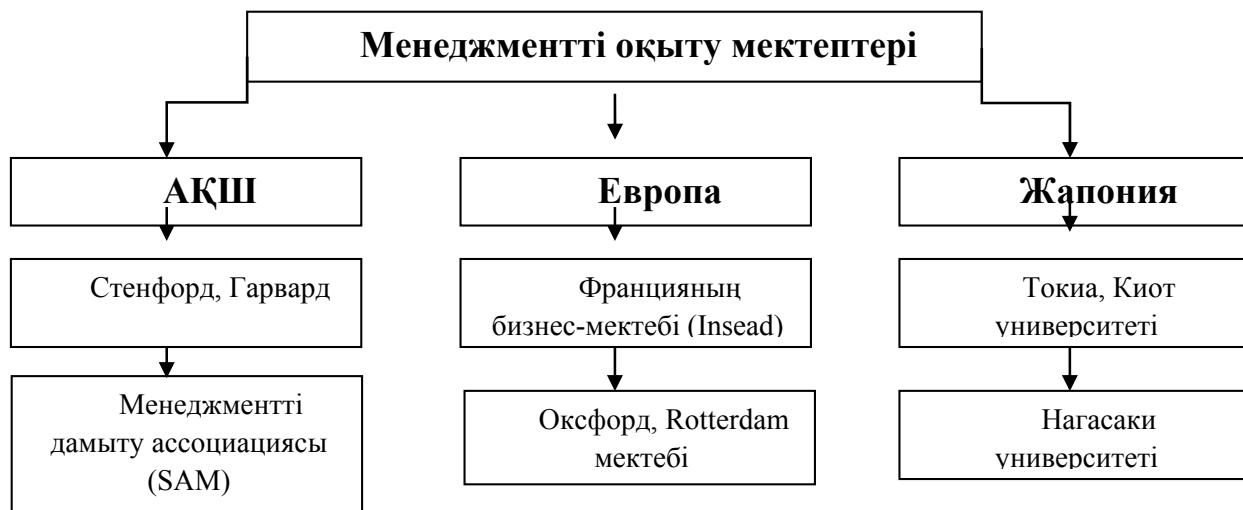 Менеджментті оқыту мектептері
АҚШ
Европа
Жапония
Стенфорд, Гарвард
Францияның
бизнес-мектебі (Insead)
Токиа, Киот
университеті
Менеджментті
дамыту ассоциациясы
(SAM)
Оксфорд, Rotterdam
мектебі
Нагасаки
университеті